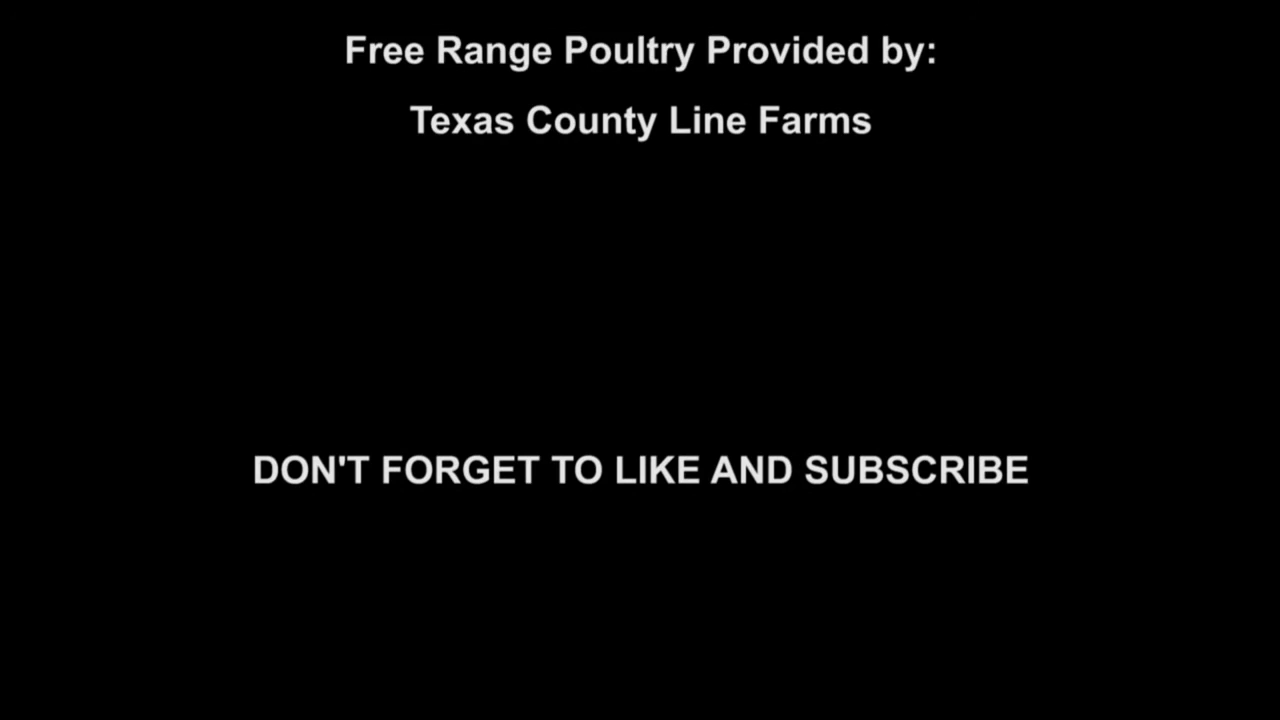 Free Range Poultry Provided by:
Texas County Line Farms
DON'T FORGET TO LIKE AND SUBSCRIBE